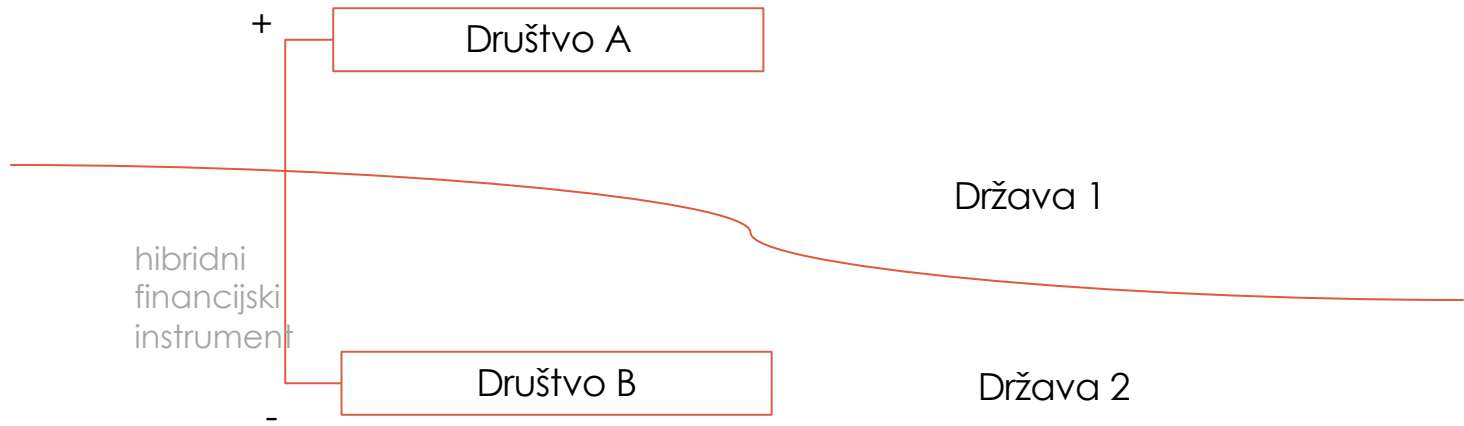 +
Društvo A
Država 1
hibridni
financijski
instrument
Društvo B
Država 2
-